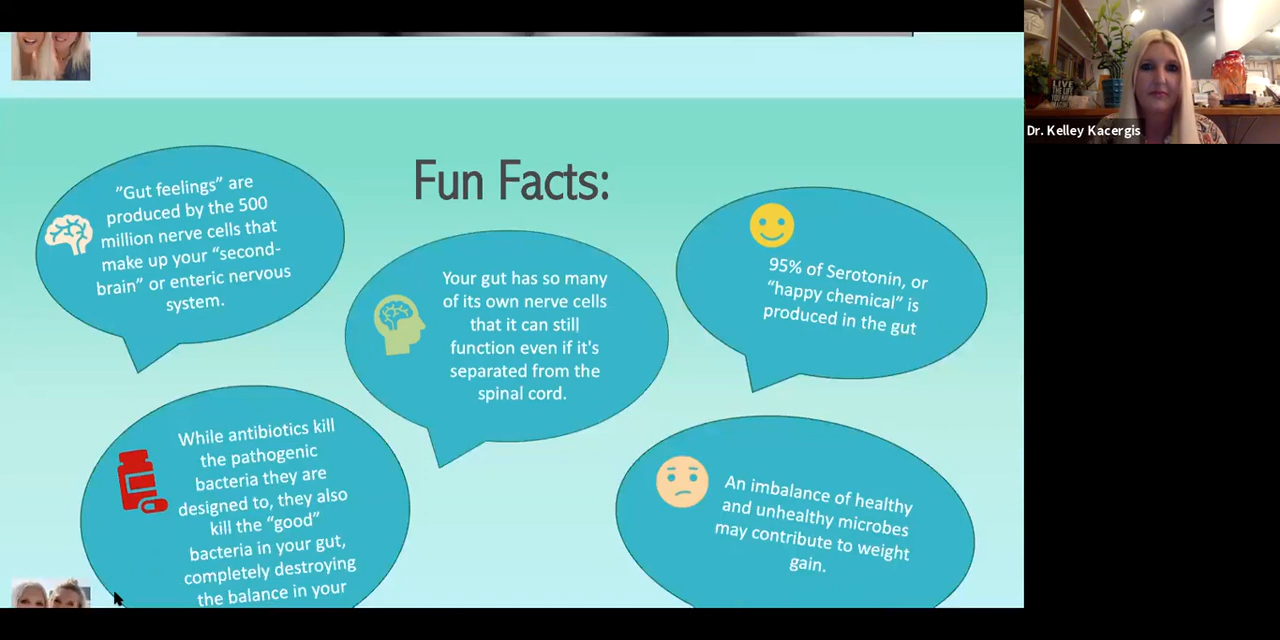 Fun Facts:
”Gut feelings” are
produced by the 500
million nerve cells that
make up your “second-
brain” or enteric nervous
system.
Your gut has so many
of its own nerve cells
that it can still
function even if it's
separated from the
spinal cord.
95% of Serotonin, or
“happy chemical” is
produced in the gut
While antibiotics kill
the pathogenic
bacteria they are
designed to, they also
kill the “good”
bacteria in your gut,
completely destroying
the balance in your
An imbalance of healthy
and unhealthy microbes
may contribute to weight
gain.
LIVE
THE LIFE
Dr. Kelley Kacergis